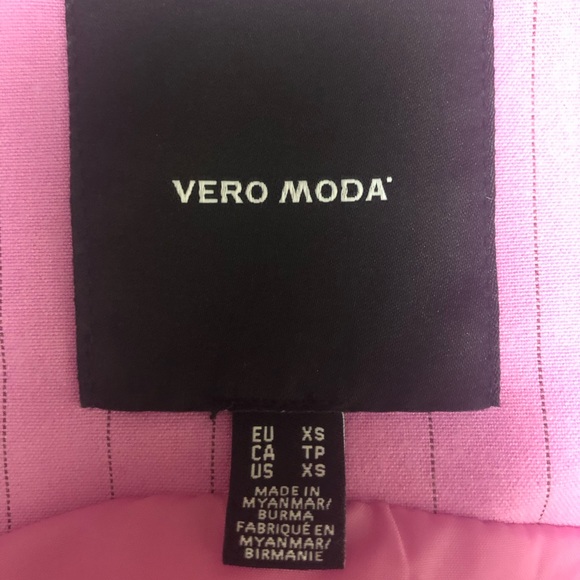 VERO MODA
EU XS
CA TP
US XS
MADE IN
MYANMAR/
BURMA
FABRIQUÉ EN
MYANMAR/
BIRMANIE